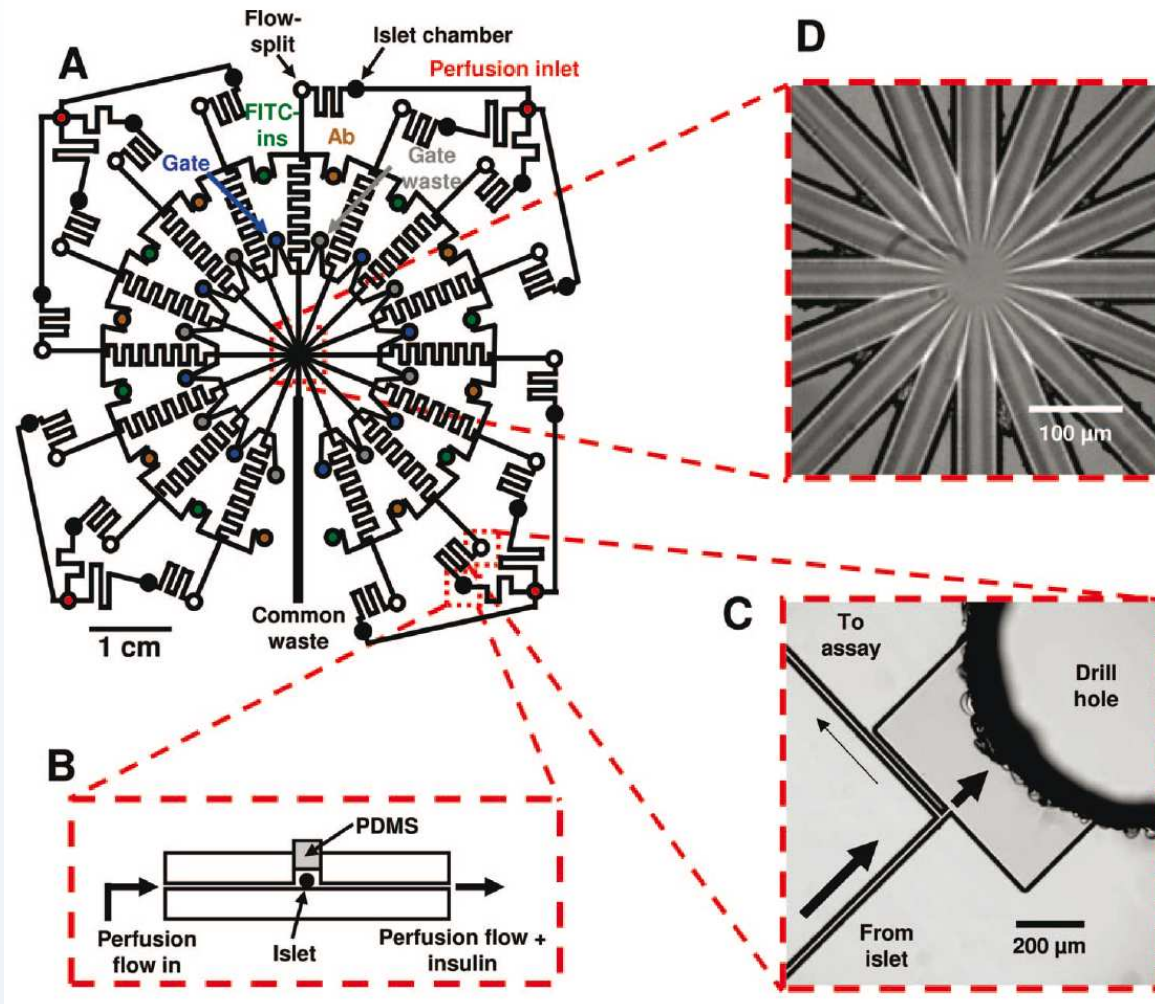 A
Flow-
split
Islet chamber
Perfusion inlet
FITC-
ins
Ab
Gate
Gate
waste
Common
waste
1 cm
D
100 µm
B
PDMS
Perfusion
flow in
Islet
Perfusion flow +
insulin
C
To
assay
Drill
hole
From
islet
200 µm